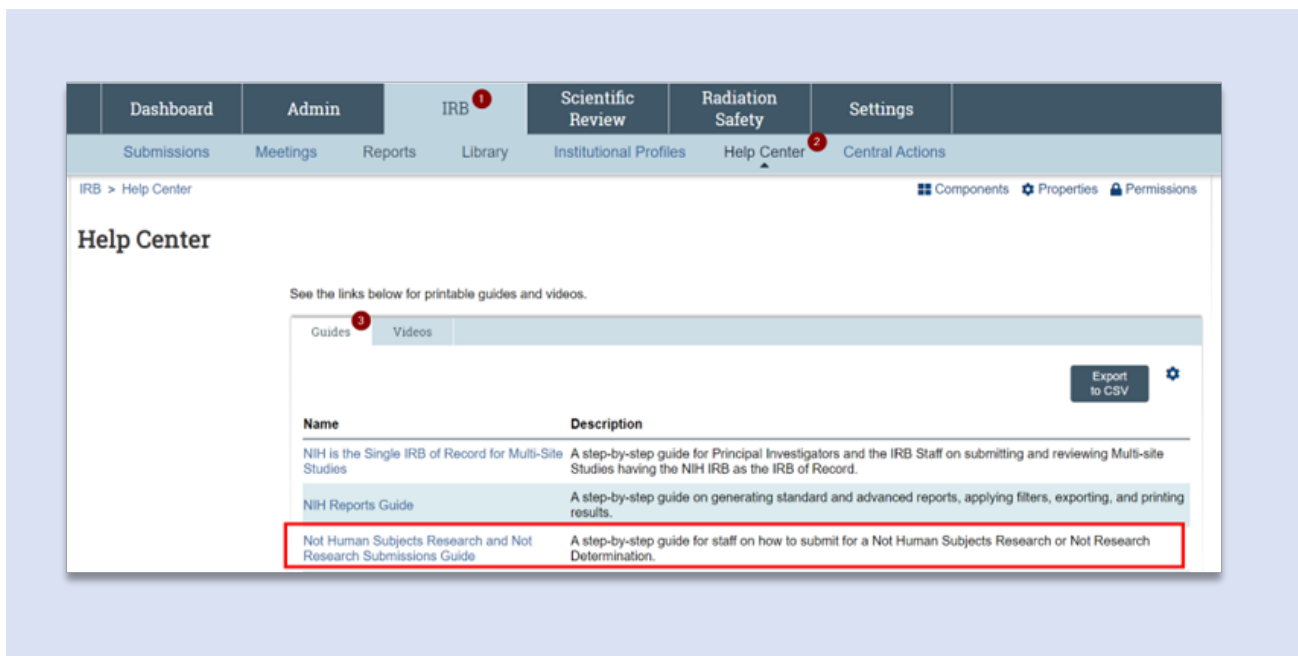 Dashboard Admin IRB 1 Scientific Review Radiation Safety Settings
Submissions Meetings Reports Library Institutional Profiles Help Center 2 Central Actions
IRB > Help Center Components Properties Permissions
Help Center
See the links below for printable guides and videos.
Guides 3 Videos
Export to CSV
Name Description
NIH is the Single IRB of Record for Multi-Site A step-by-step guide for Principal Investigators and the IRB Staff on submitting and reviewing Multi-site
Studies Studies having the NIH IRB as the IRB of Record.
NIH Reports Guide A step-by-step guide on generating standard and advanced reports, applying filters, exporting, and printing
results.
Not Human Subjects Research and Not A step-by-step guide for staff on how to submit for a Not Human Subjects Research or Not Research
Research Submissions Guide Determination.